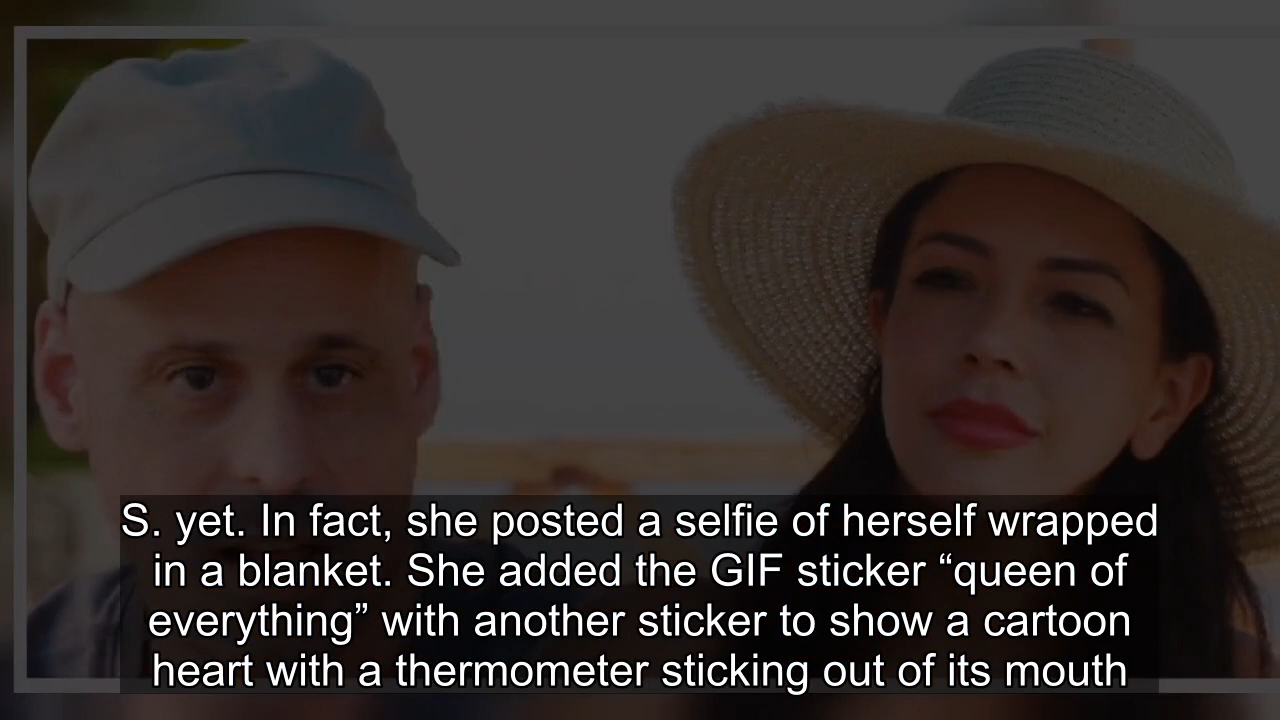 S. yet. In fact, she posted a selfie of herself wrapped
in a blanket. She added the GIF sticker “queen of
everything” with another sticker to show a cartoon
heart with a thermometer sticking out of its mouth